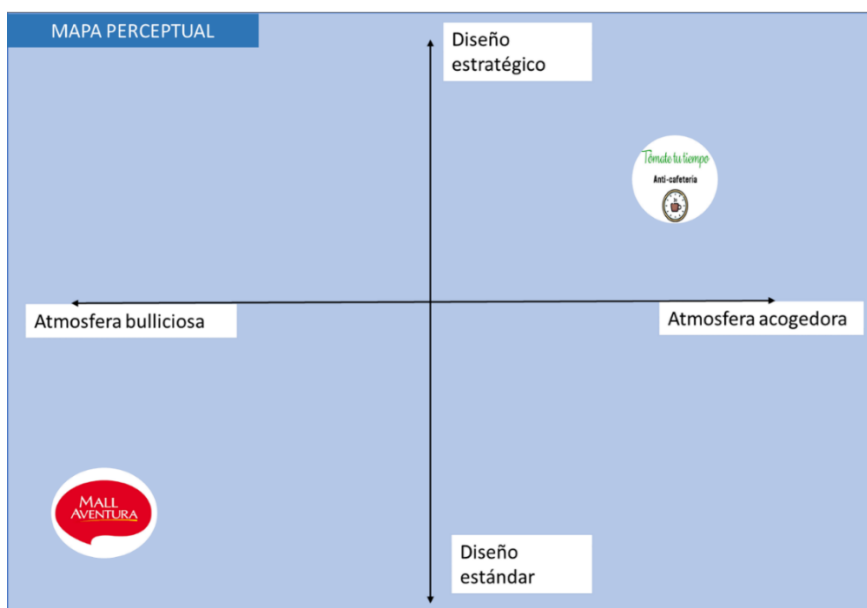 MAPA PERCEPTUAL
Diseño
estratégico
Tómate tu tiempo
Anti-cafetería
Atmosfera bulliciosa
Atmosfera acogedora
MALL
AVENTURA
Diseño
estándar